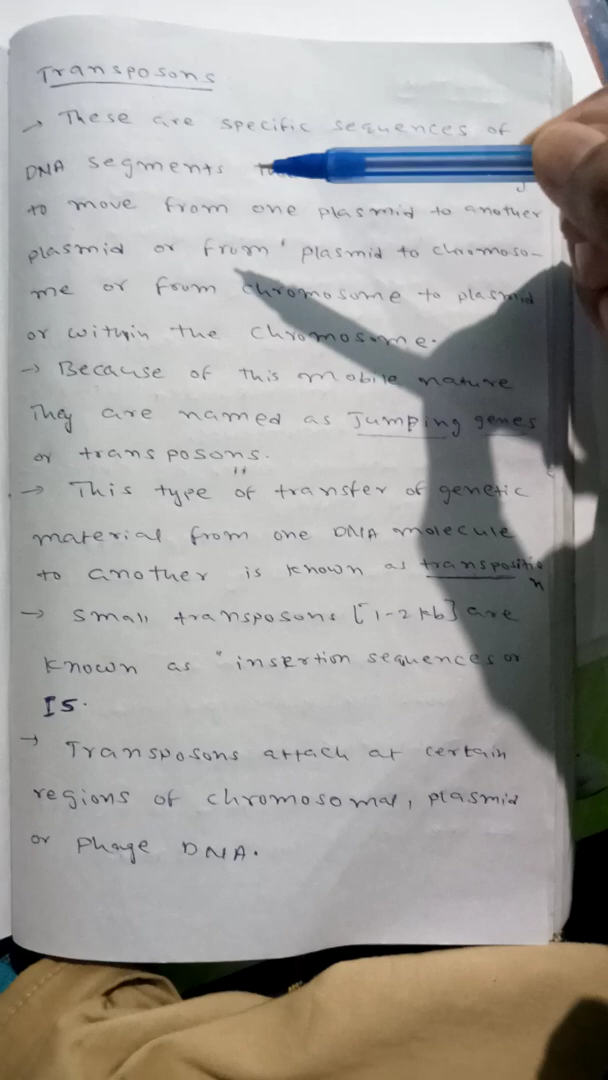 Transposons
→ These are specific sequences of
DNA segments
to move from one plasmid to another
plasmid or from plasmid to chromoso-
me or from chromosome to plasmid
or within the chromosome.
→ Because of this mobile nature
They are named as Jumping genes
or transposons.
→ This type of transfer of genetic
material from one DNA molecule
to another is known as transposition
→ Small transposons [1-2 kb] are
known as "insertion sequences or
IS.
→ Transposons attach at certain
regions of chromosomal, plasmid
or phage DNA.